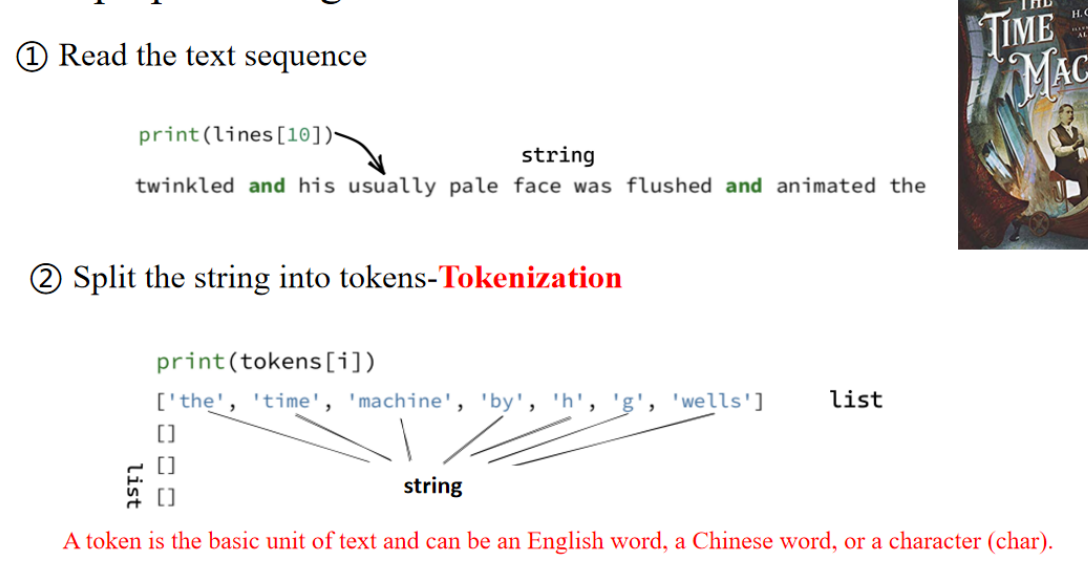 ① Read the text sequence
THE
H.G
TIME
MAC
print(lines[10])
string
twinkled and his usually pale face was flushed and animated the
② Split the string into tokens-Tokenization
print(tokens[i])
['the', 'time', 'machine', 'by', 'h', 'g', 'wells']
list
[]
[]
[]
list
string
A token is the basic unit of text and can be an English word, a Chinese word, or a character (char).